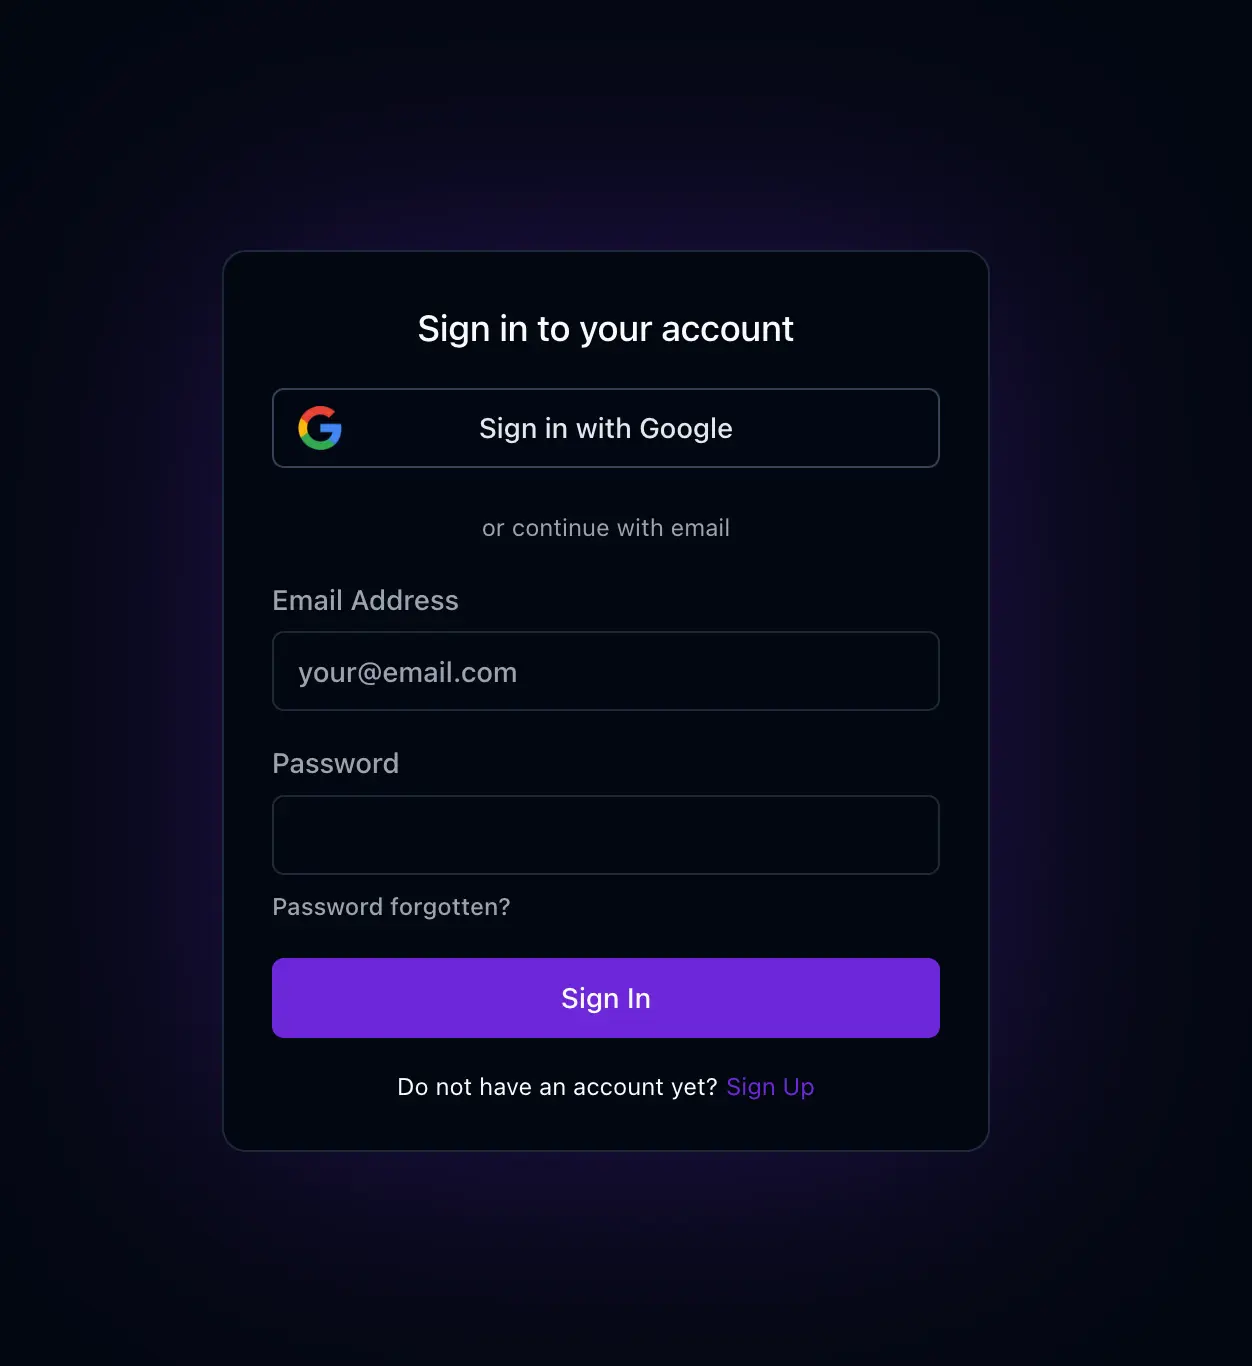 Sign in to your account
Sign in with Google
or continue with email
Email Address
your@email.com
Password
Password forgotten?
Sign In
Do not have an account yet? Sign Up